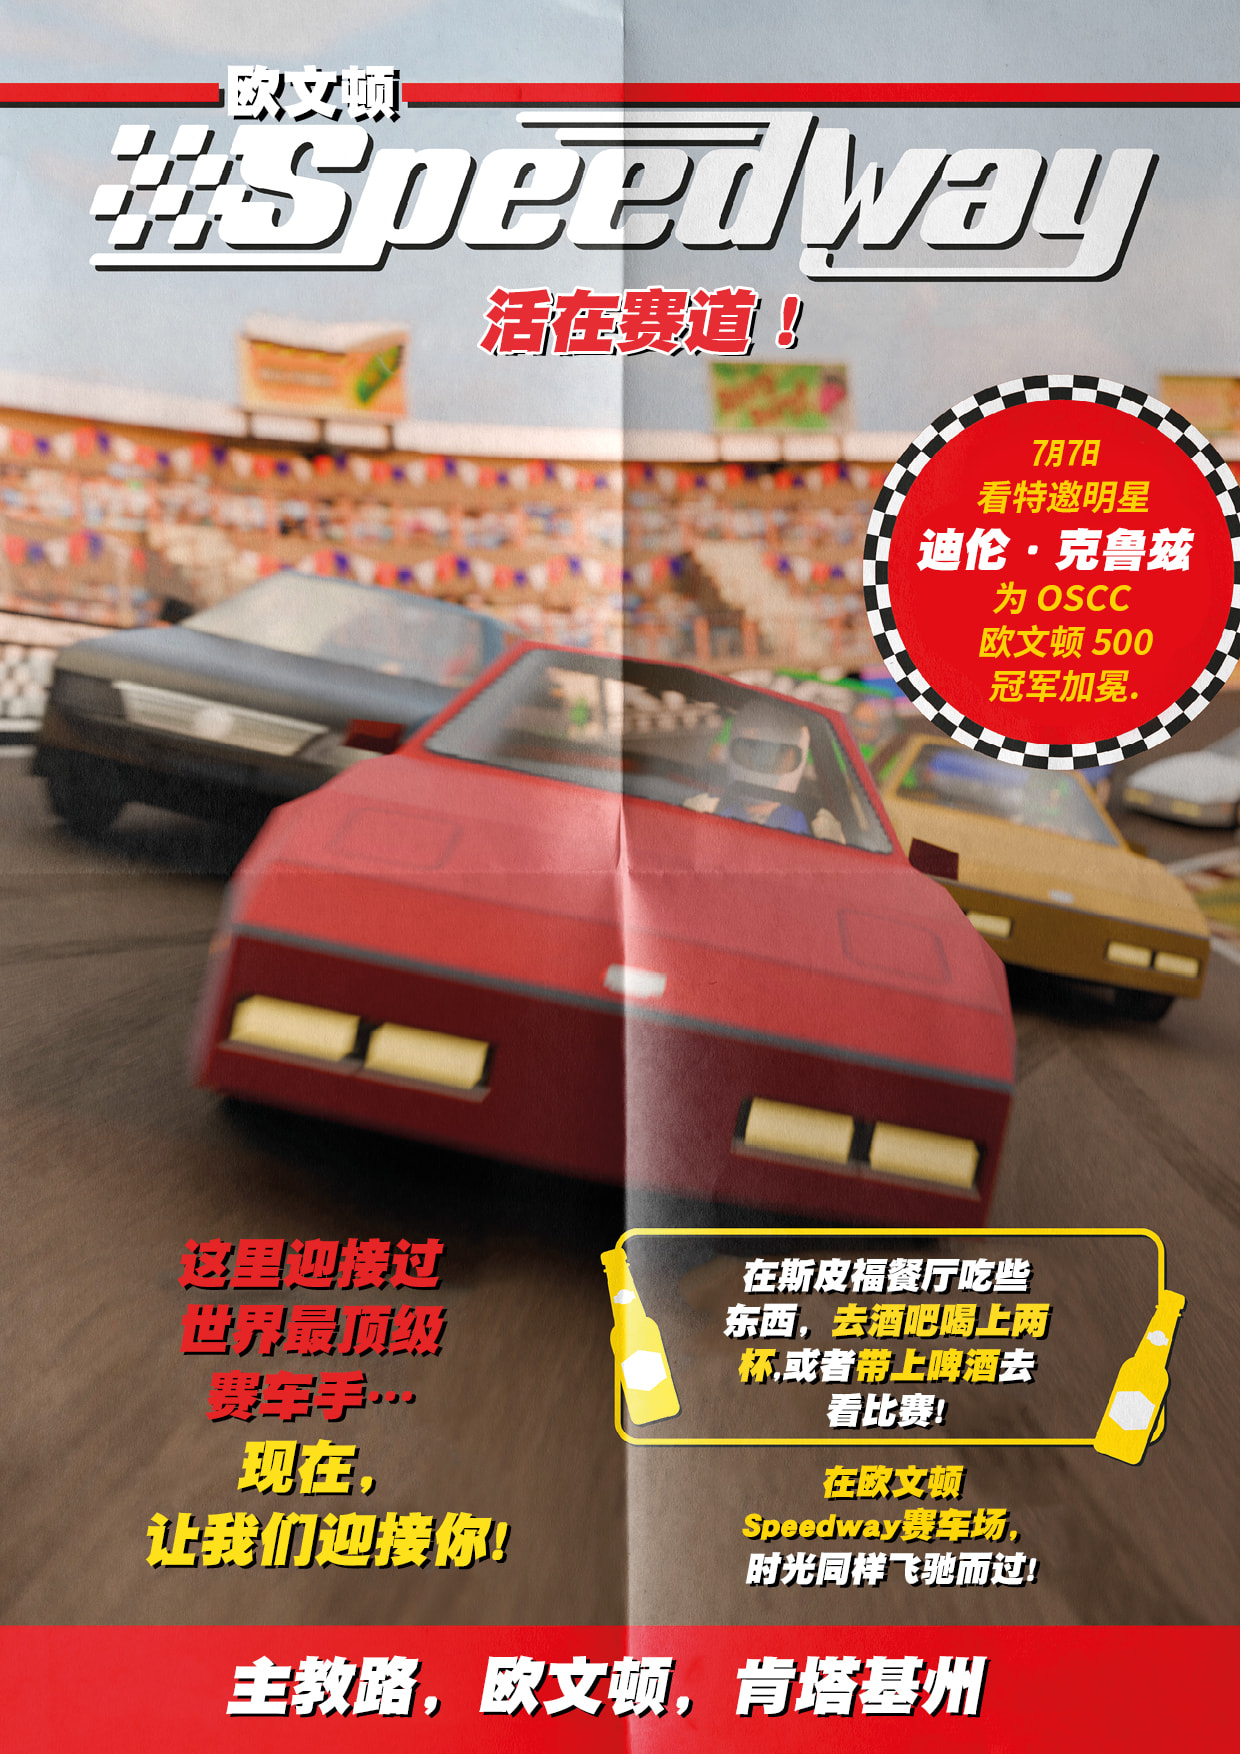 欧文顿
Speedway
活在赛道！
7月7日
看特邀明星
迪伦·克鲁兹
为 OSCC
欧文顿 500
冠军加冕.
这里迎接过
世界最顶级
赛车手…
现在，
让我们迎接你!
在斯皮福餐厅吃些
东西，去酒吧喝上两
杯,或者带上啤酒去
看比赛!
在欧文顿
Speedway赛车场，
时光同样飞驰而过!
主教路，欧文顿，肯塔基州